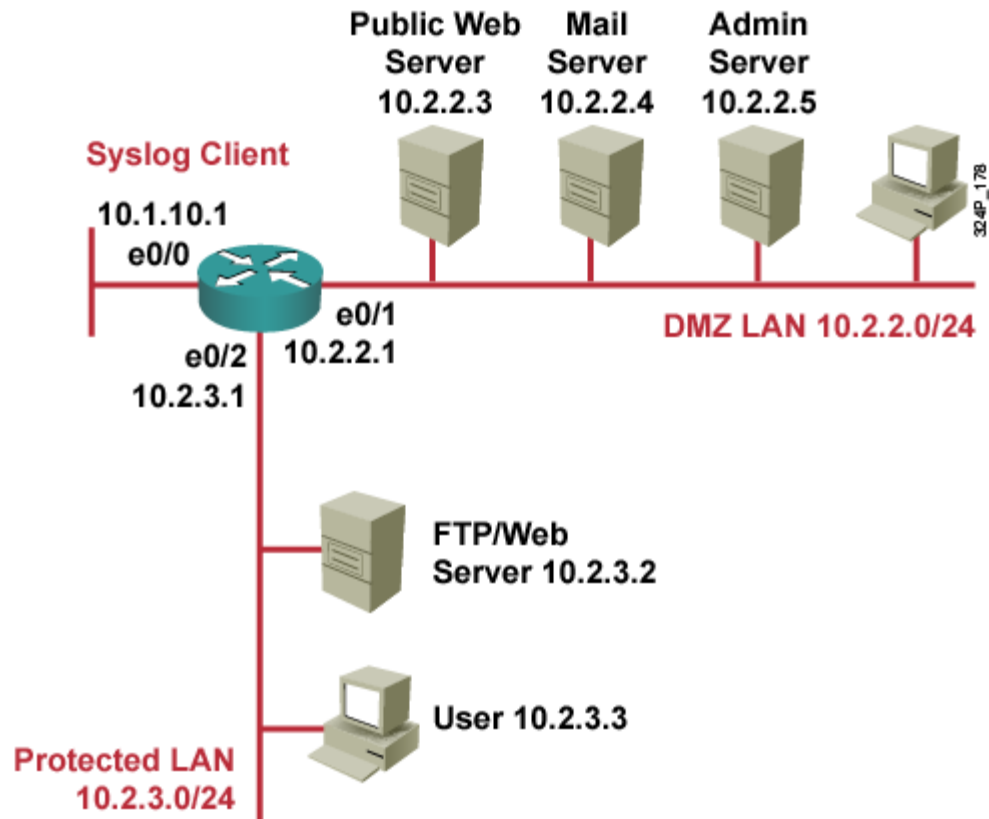 Public Web
Server
10.2.2.3
Mail
Server
10.2.2.4
Admin
Server
10.2.2.5
324P_178
Syslog Client
10.1.10.1
e0/0
e0/1
10.2.2.1
DMZ LAN 10.2.2.0/24
e0/2
10.2.3.1
FTP/Web
Server 10.2.3.2
User 10.2.3.3
Protected LAN
10.2.3.0/24